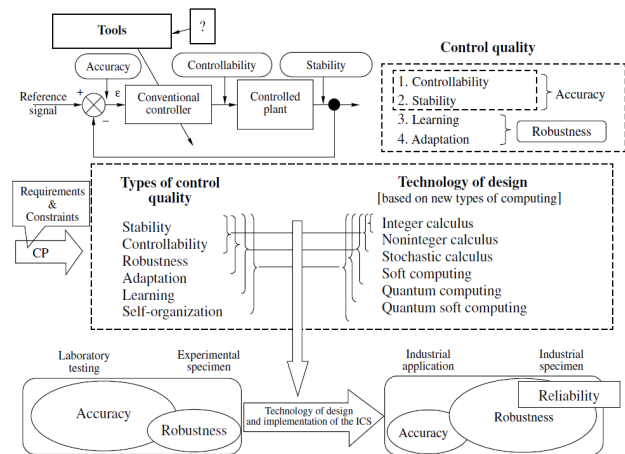 Tools
?
Accuracy
Controllability
Stability
Reference
signal
+
−
ε
Conventional
controller
Controlled
plant
Control quality
1. Controllability
2. Stability
3. Learning
4. Adaptation
Accuracy
Robustness
Requirements
&
Constraints
CP
Types of control
quality
Stability
Controllability
Robustness
Adaptation
Learning
Self-organization
Technology of design
[based on new types of computing]
Integer calculus
Noninteger calculus
Stochastic calculus
Soft computing
Quantum computing
Quantum soft computing
Laboratory
testing
Experimental
specimen
Accuracy
Robustness
Technology of design
and implementation of the ICS
Industrial
application
Industrial
specimen
Reliability
Robustness
Accuracy